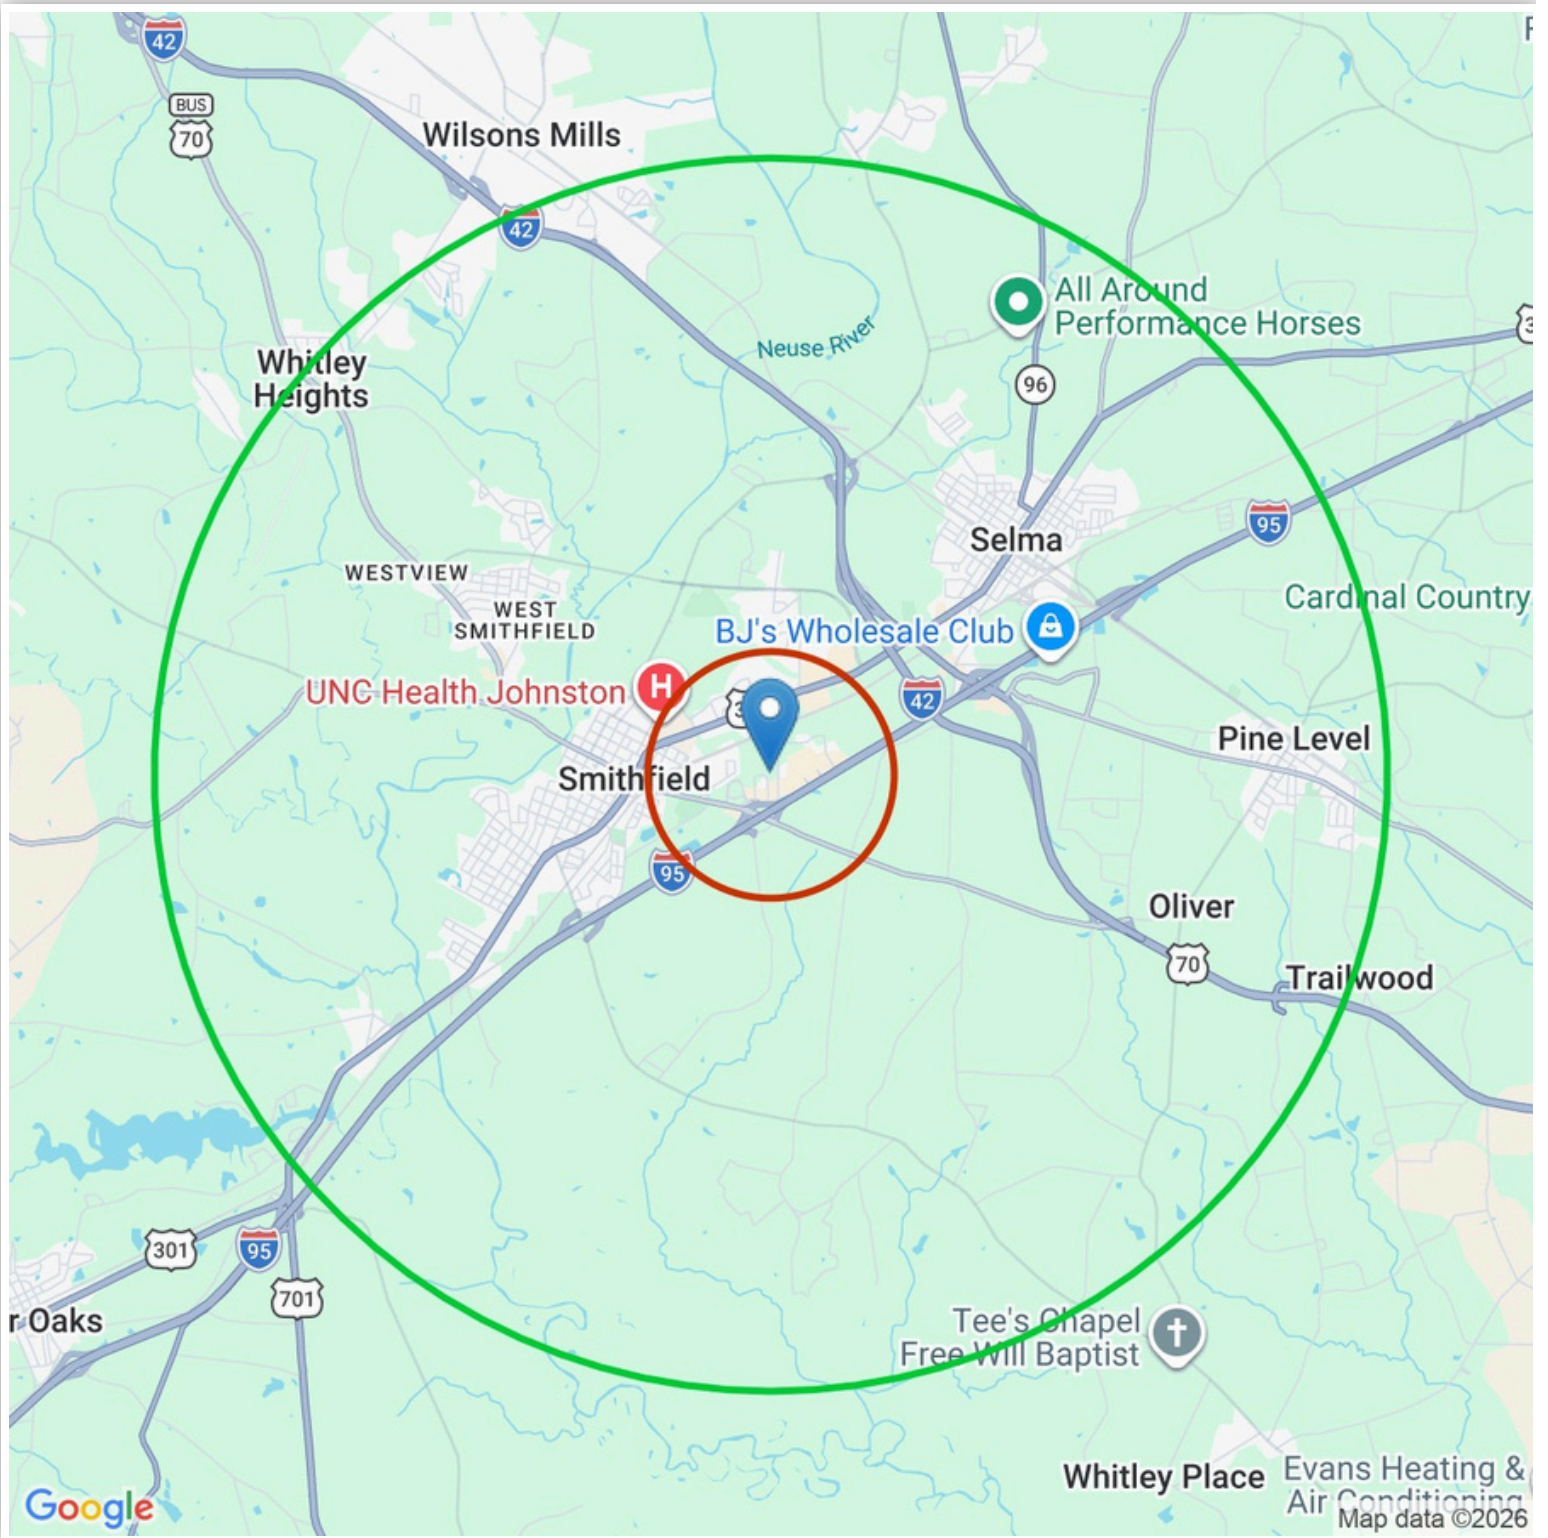 42
BUS
70
Wilsons Mills
42
All Around
Performance Horses
Neuse River
Whitley
Heights
96
95
Selma
WESTVIEW
WEST
SMITHFIELD
Cardinal Country
BJ's Wholesale Club
UNC Health Johnston
H
42
Pine Level
Smithfield
95
Oliver
70
Trailwood
301
95
701
r Oaks
Tee's Chapel
Free Will Baptist
Whitley Place
Evans Heating &
Air Conditioning
Google
Map data ©2026